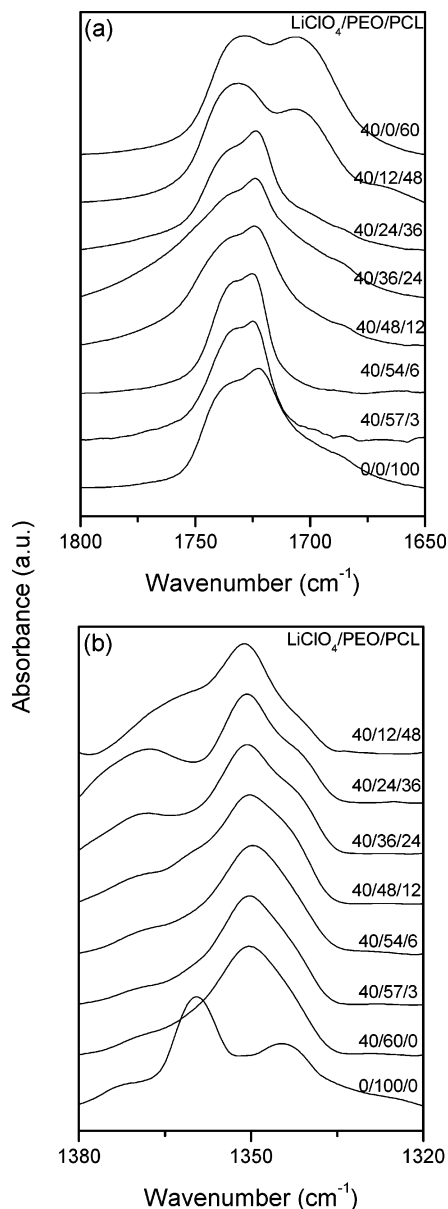 Absorbance (a.u.)
(a)
LiClO₄/PEO/PCL
40/0/60
40/12/48
40/24/36
40/36/24
40/48/12
40/54/6
40/57/3
0/0/100
1800 1750 1700 1650
Wavenumber (cm⁻¹)
(b)
LiClO₄/PEO/PCL
40/12/48
40/24/36
40/36/24
40/48/12
40/54/6
40/57/3
40/60/0
0/100/0
1380 1350 1320
Wavenumber (cm⁻¹)